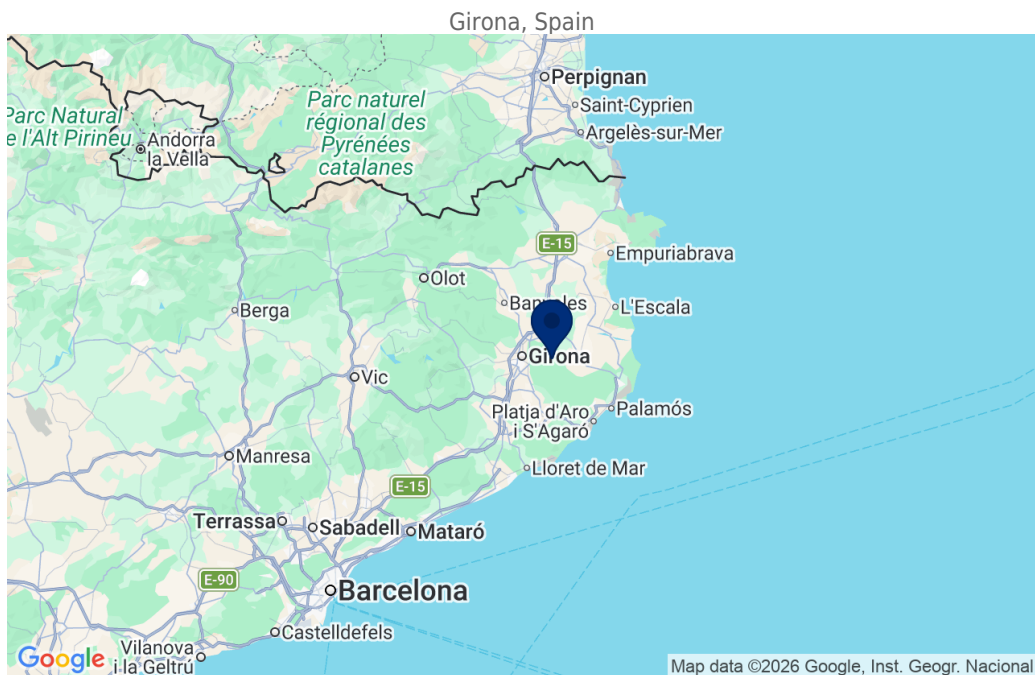 Girona, Spain
Perpignan
Saint-Cyprien
Argelès-sur-Mer
Parc naturel
régional des
Pyrénées
catalanes
Parc Natural
de l'Alt Pirineu
Andorra
la Vella
E-15
Empuriabrava
Olot
Banyoles
L'Escala
Berga
Girona
Vic
Platja d'Aro
i S'Agaró
Palamós
Manresa
Lloret de Mar
E-15
Terrassa
Sabadell
Mataró
E-90
Barcelona
Castelldefels
Vilanova
i la Geltrú
Google
Map data ©2026 Google, Inst. Geogr. Nacional